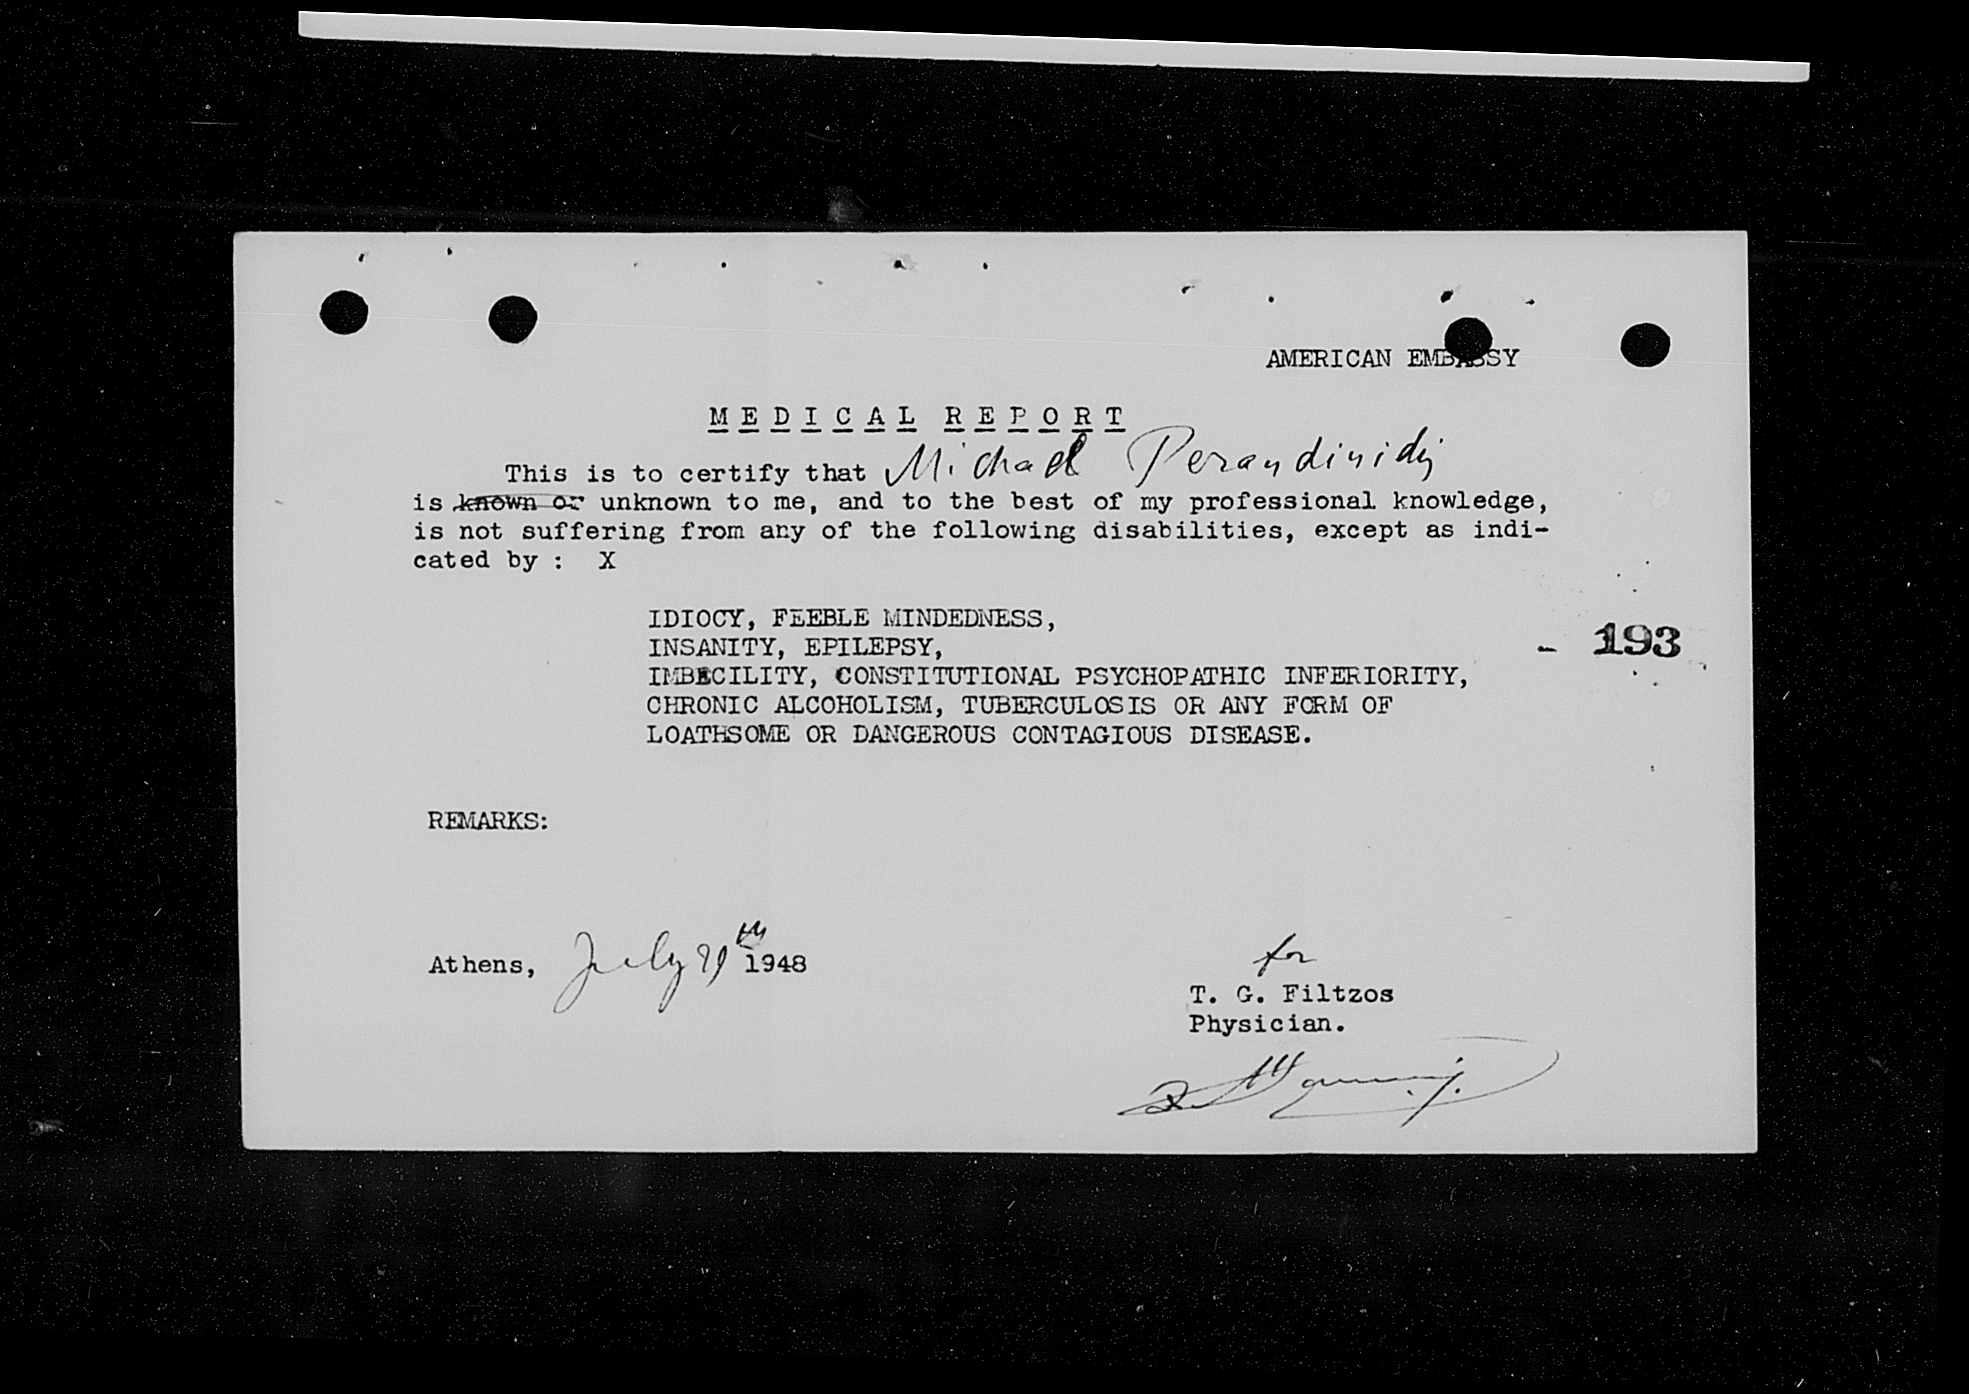 AMERICAN EMBASSY
MEDICAL REPORT
This is to certify that Michael
is known or unknown to me, and to the best of my professional knowledge,
is not suffering from any of the following disabilities, except as indi-
cated by : X
IDIOCY, FEEBLE MINDEDNESS,
INSANITY, EPILEPSY,
- 193
IMBECILITY, CONSTITUTIONAL PSYCHOPATHIC INFERIORITY,
CHRONIC ALCOHOLISM, TUBERCULOSIS OR ANY FORM OF
LOATHSOME OR DANGEROUS CONTAGIOUS DISEASE.
REMARKS:
Athens, July 29th 1948
for
T. G. Filtzos
Physician.